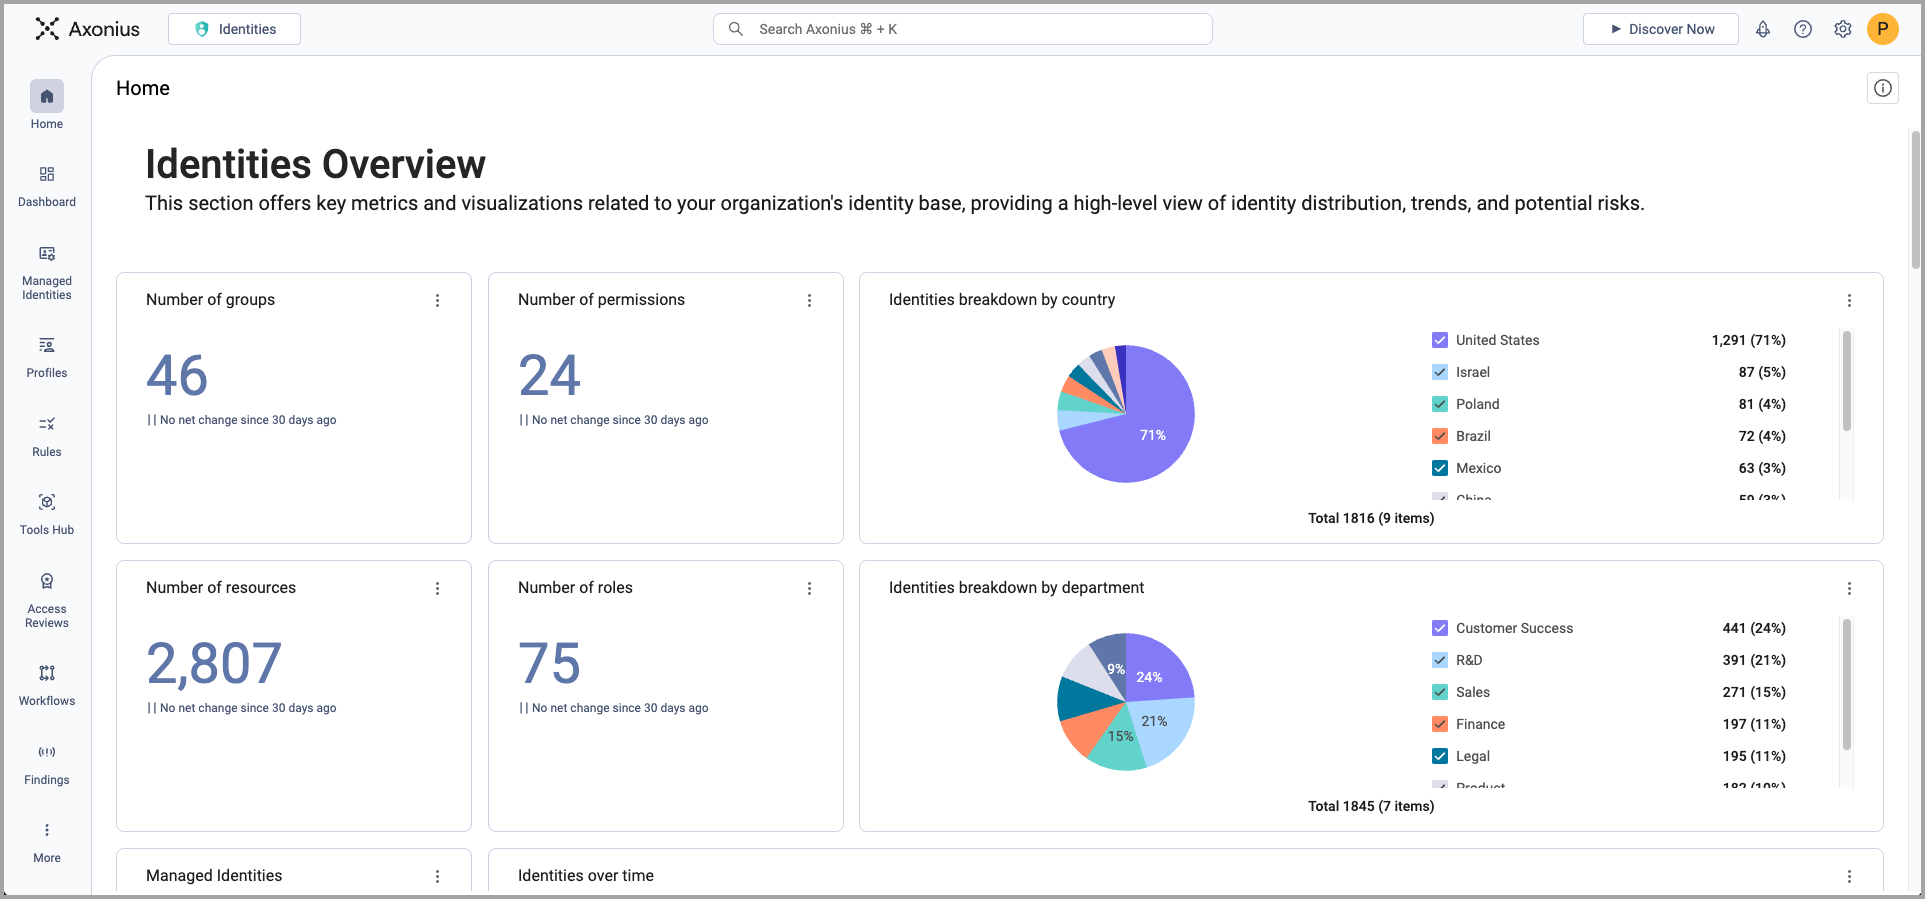 Axonius
Identities
Search Axonius ⌘ + K
Discover Now
P
Home
Dashboard
Managed
Identities
Profiles
Rules
Tools Hub
Access
Reviews
Workflows
Findings
More
Home
Identities Overview
This section offers key metrics and visualizations related to your organization's identity base, providing a high-level view of identity distribution, trends, and potential risks.
Number of groups
46
|| No net change since 30 days ago
Number of permissions
24
|| No net change since 30 days ago
Identities breakdown by country
71%
United States 1,291 (71%)
Israel 87 (5%)
Poland 81 (4%)
Brazil 72 (4%)
Mexico 63 (3%)
China 59 (3%)
Total 1816 (9 items)
Number of resources
2,807
|| No net change since 30 days ago
Number of roles
75
|| No net change since 30 days ago
Identities breakdown by department
9%
24%
21%
15%
Customer Success 441 (24%)
R&D 391 (21%)
Sales 271 (15%)
Finance 197 (11%)
Legal 195 (11%)
Product 182 (10%)
Total 1845 (7 items)
Managed Identities
Identities over time